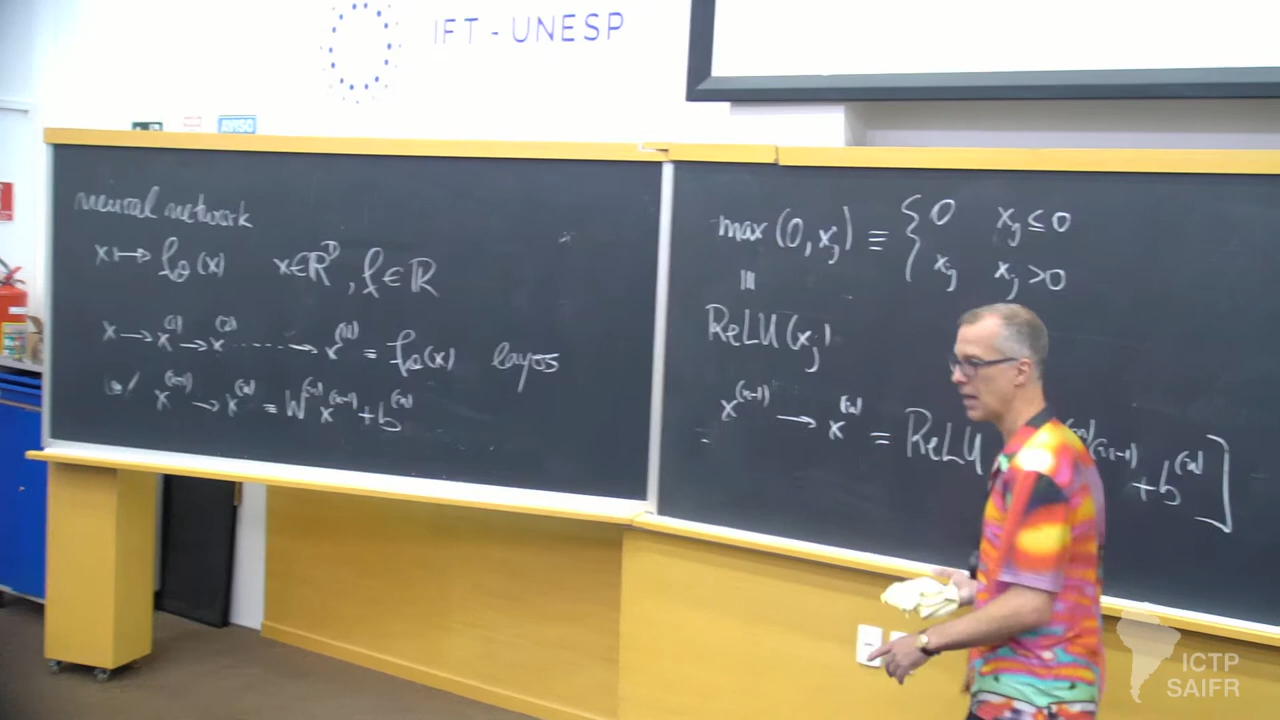 IFT - UNESP
AVISO
neural network
x ↦ f_θ(x) x∈ℝ^D, f∈ℝ
x → x^(1) → x^(2) ......→ x^(L) = f_θ(x) layers
w/ x^(n-1) → x^(n) = W^(n) x^(n-1) + b^(n)
max(0, x_j) ≡ { 0 x_j ≤ 0
x_j x_j > 0
=
ReLU(x_j)
x^(n-1) → x^(n) = ReLU (n) (n-1) + b^(n) ]
ICTP
SAIFR